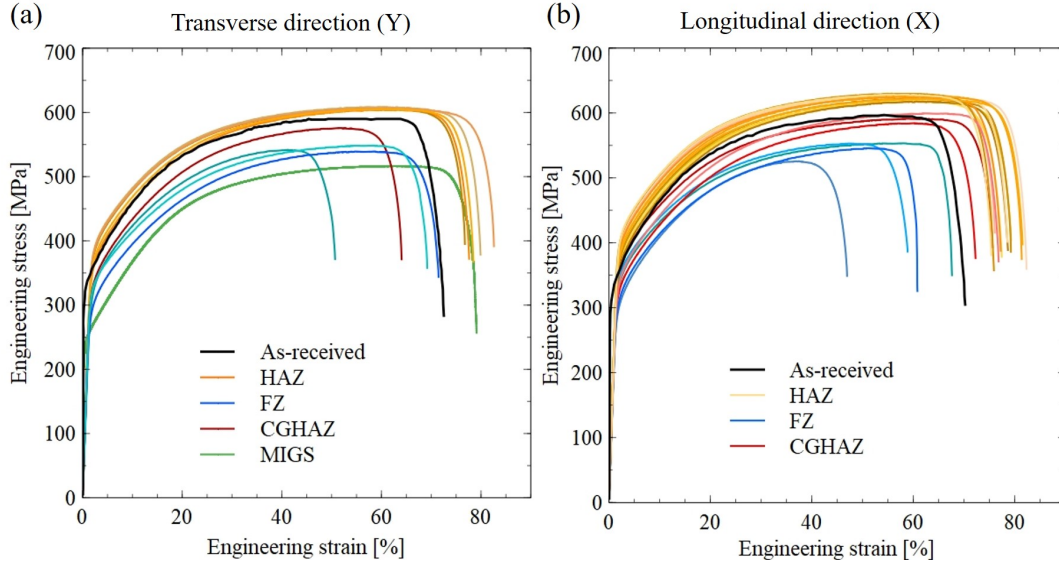 (a)
Transverse direction (Y)
700
600
500
400
300
200
100
0
Engineering stress [MPa]
As-received
HAZ
FZ
CGHAZ
MIGS
0
20
40
60
80
Engineering strain [%]
(b)
Longitudinal direction (X)
700
600
500
400
300
200
100
0
Engineering stress [MPa]
As-received
HAZ
FZ
CGHAZ
0
20
40
60
80
Engineering strain [%]